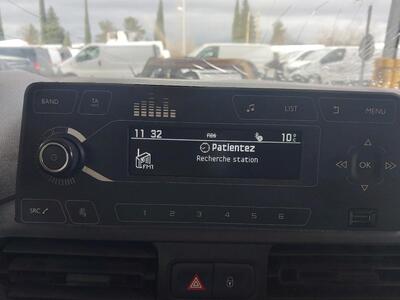 BAND
TA
LIST
MENU
11 32
10°C
Patientez
Recherche station
FM1
OK
SRC
1 2 3 4 5 6